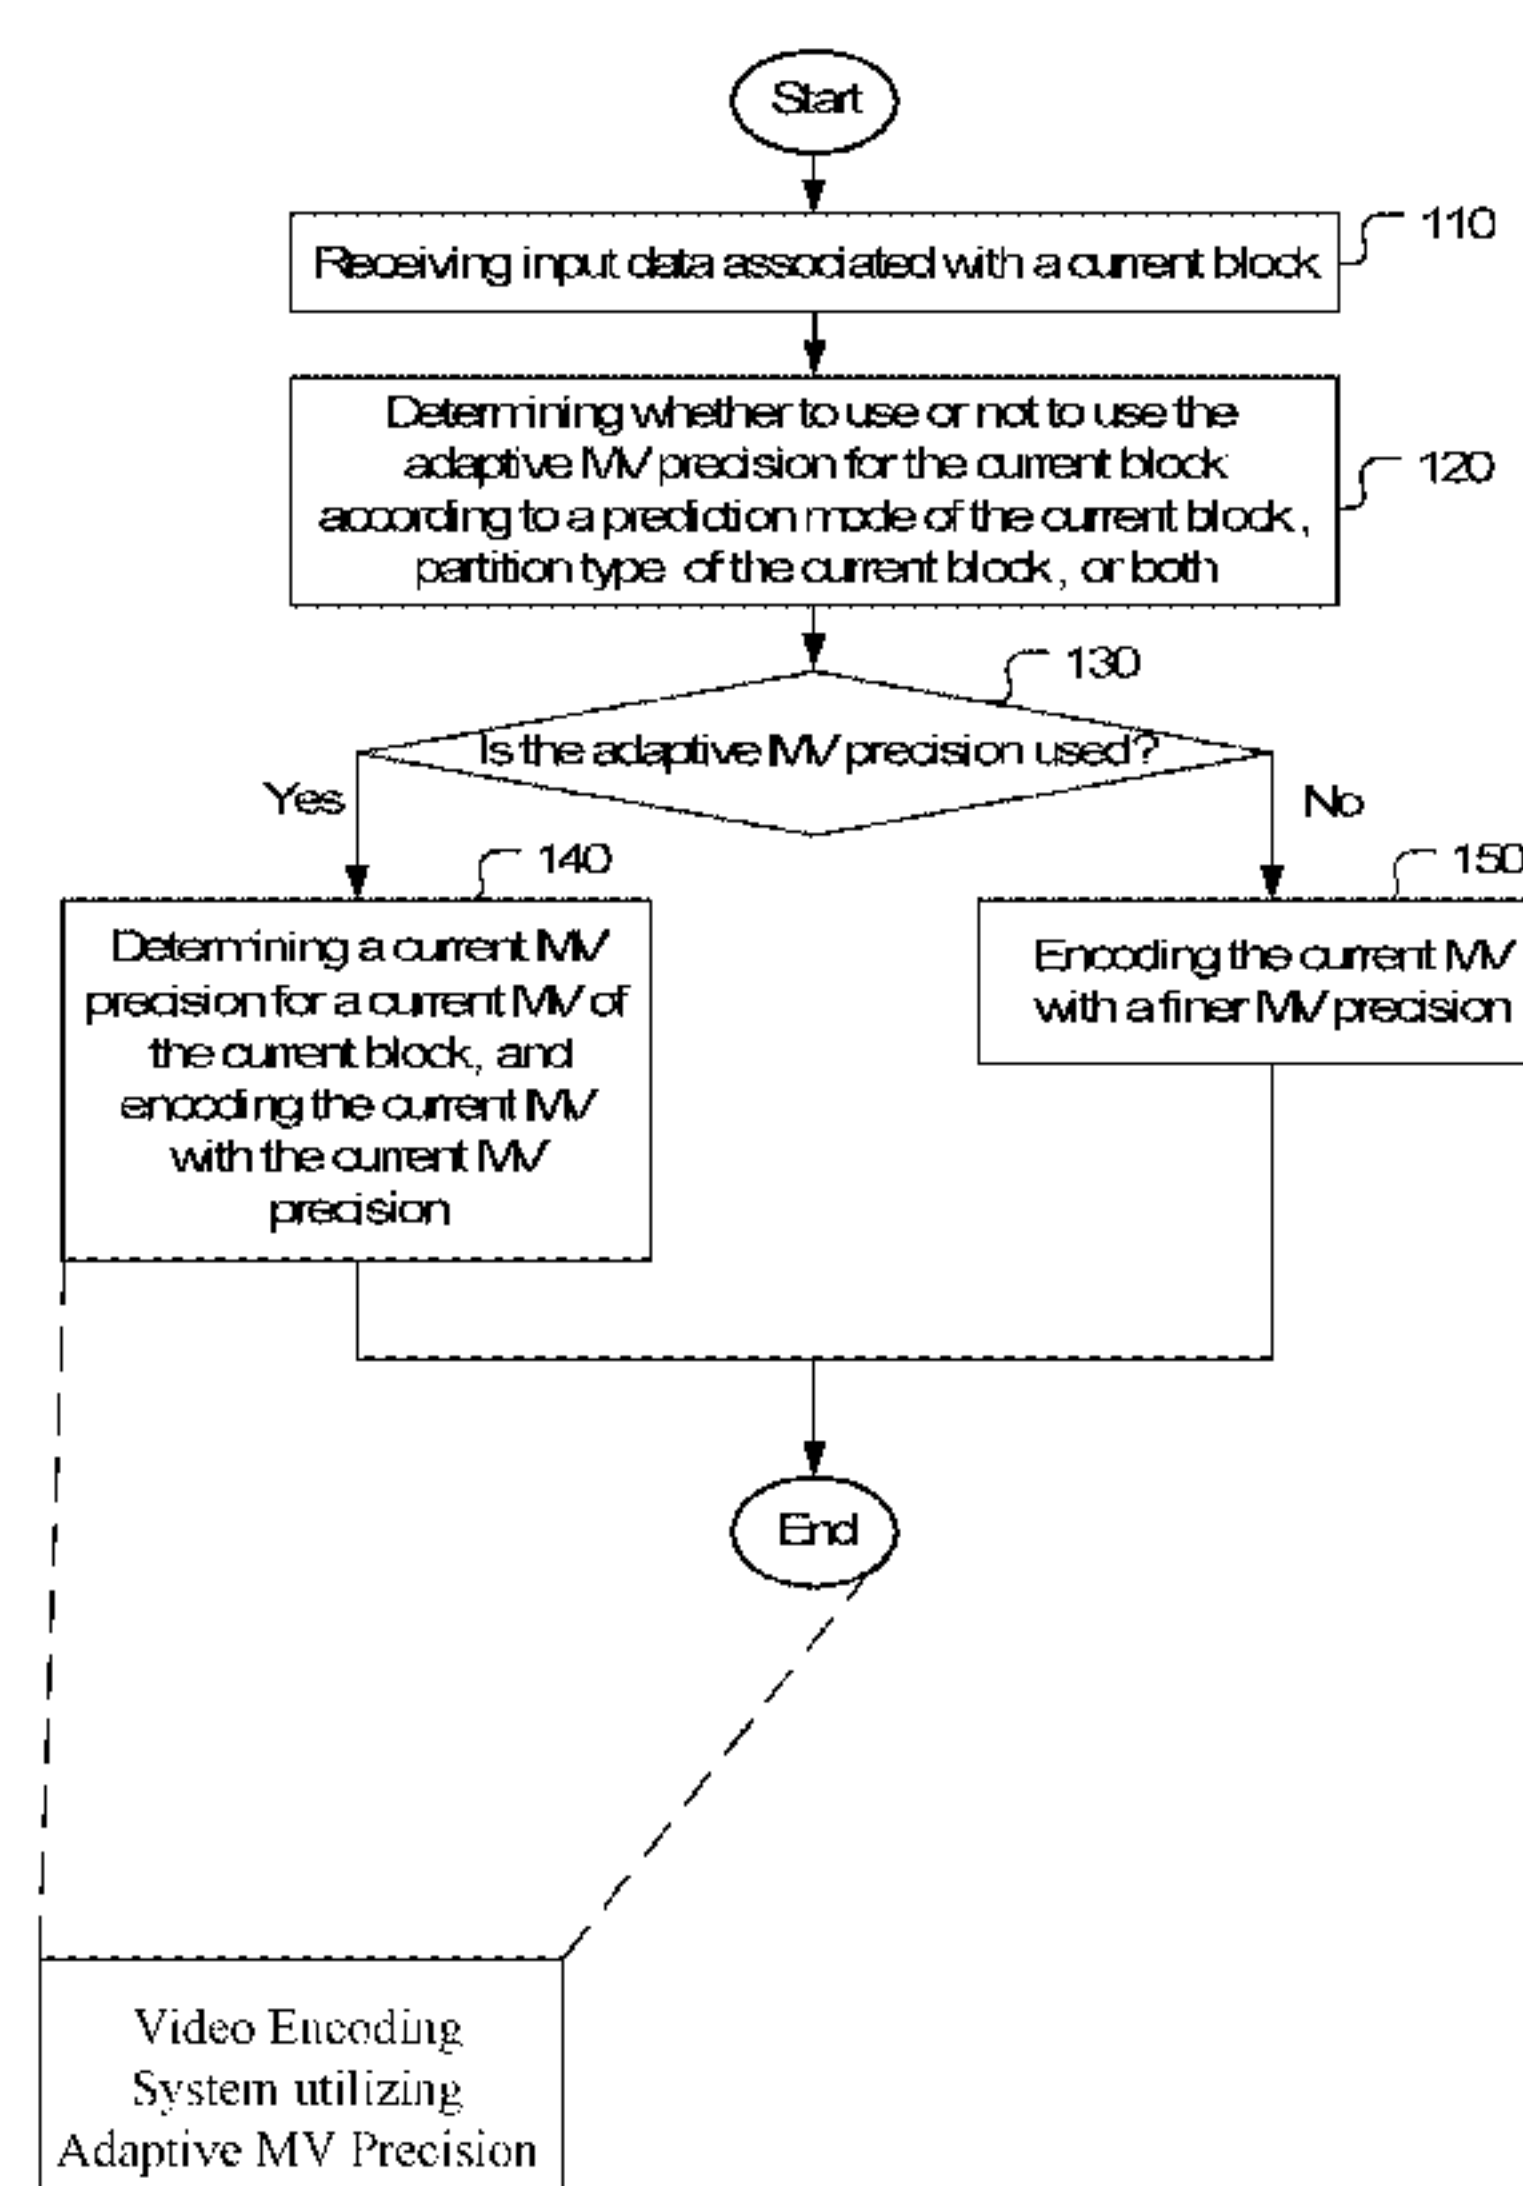 Start
Receiving input data associated with a current block
110
Determining whether to use or not to use the
adaptive MV precision for the current block
according to a prediction mode of the current block,
partition type of the current block, or both
120
130
Is the adaptive MV precision used?
Yes
No
140
150
Determining a current MV
precision for a current MV of
the current block, and
encoding the current MV
with the current MV
precision
Encoding the current MV
with a finer MV precision
End
Video Encoding
System utilizing
Adaptive MV Precision